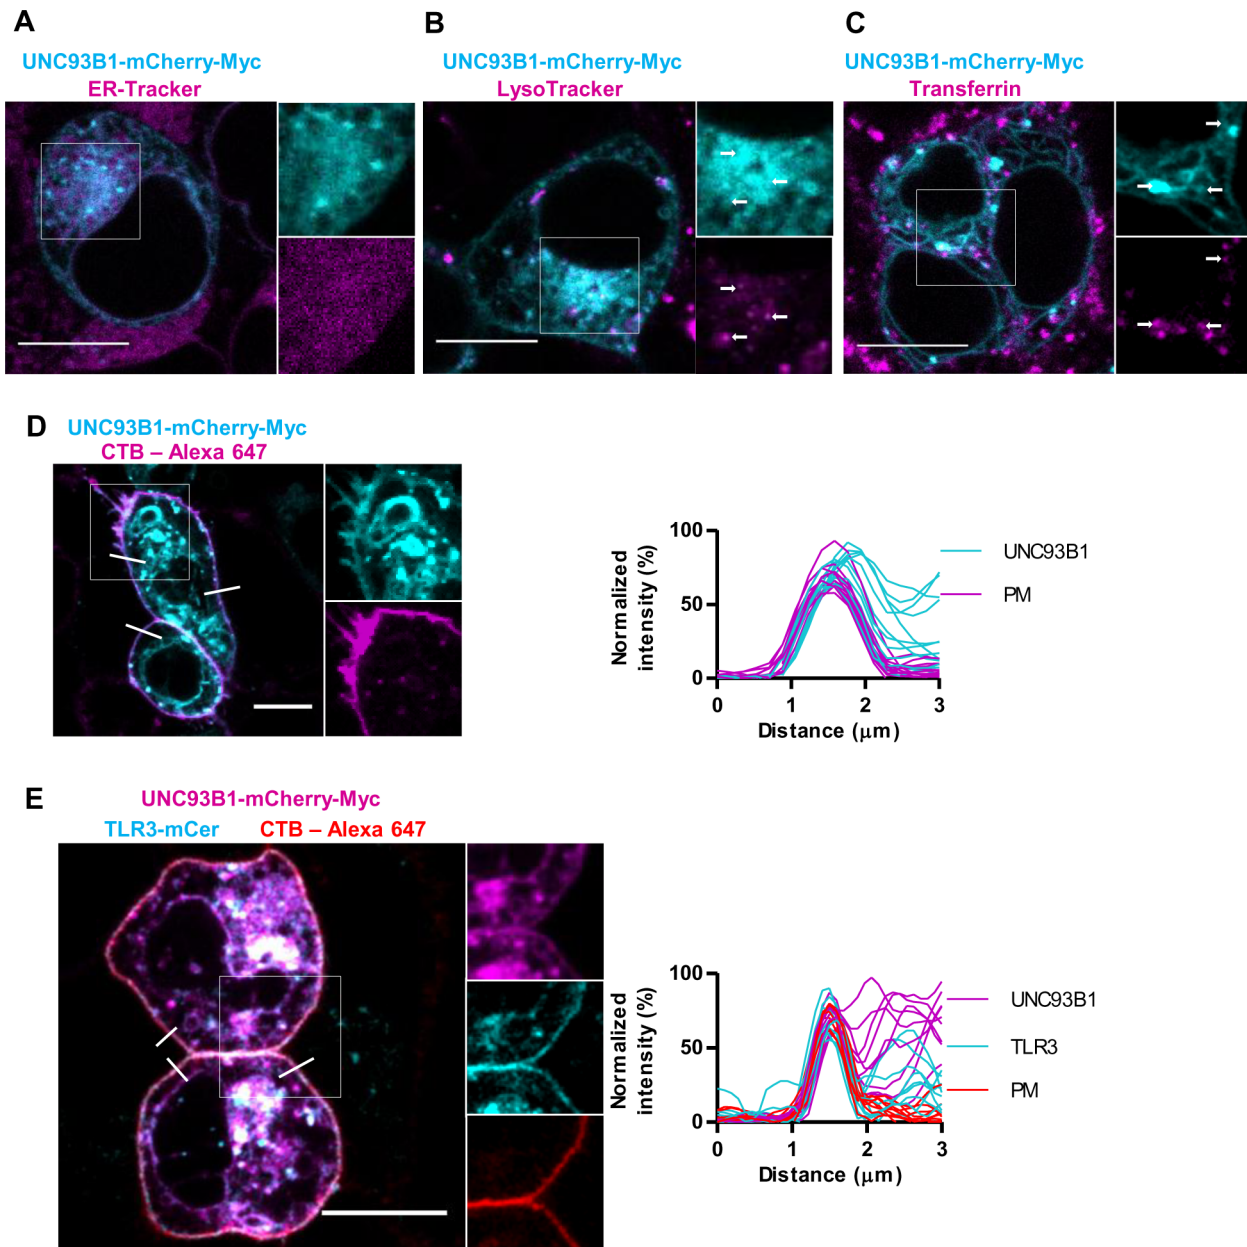 A
UNC93B1-mCherry-Myc
ER-Tracker
B
UNC93B1-mCherry-Myc
LysoTracker
C
UNC93B1-mCherry-Myc
Transferrin
D
UNC93B1-mCherry-Myc
CTB – Alexa 647
Normalized
intensity (%)
100
50
0
0
1
2
3
Distance (μm)
UNC93B1
PM
E
UNC93B1-mCherry-Myc
TLR3-mCer
CTB – Alexa 647
Normalized
intensity (%)
100
50
0
0
1
2
3
Distance (μm)
UNC93B1
TLR3
PM